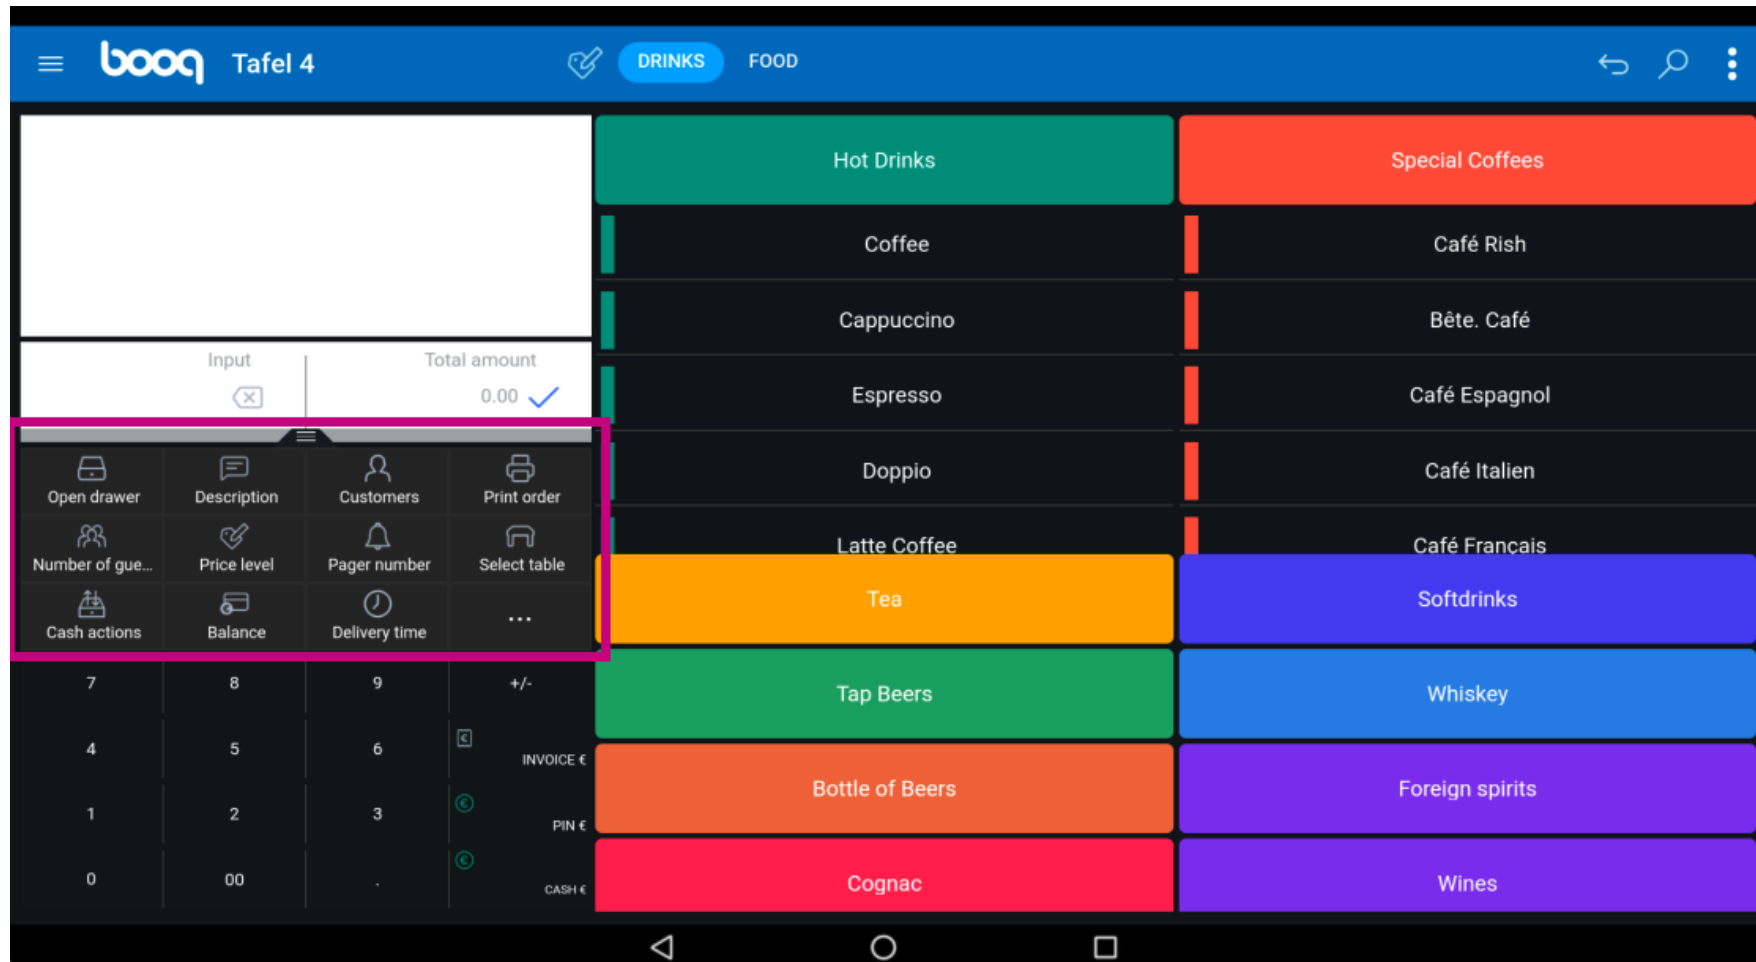 booq Tafel 4 DRINKS FOOD
Input Total amount
0.00
Open drawer Description Customers Print order
Number of gue... Price level Pager number Select table
Cash actions Balance Delivery time ...
7 8 9 +/-
4 5 6 € INVOICE €
1 2 3 € PIN €
0 00 . € CASH €
Hot Drinks
Coffee
Cappuccino
Espresso
Doppio
Latte Coffee
Tea
Tap Beers
Bottle of Beers
Cognac
Special Coffees
Café Rish
Bête. Café
Café Espagnol
Café Italien
Café Français
Softdrinks
Whiskey
Foreign spirits
Wines